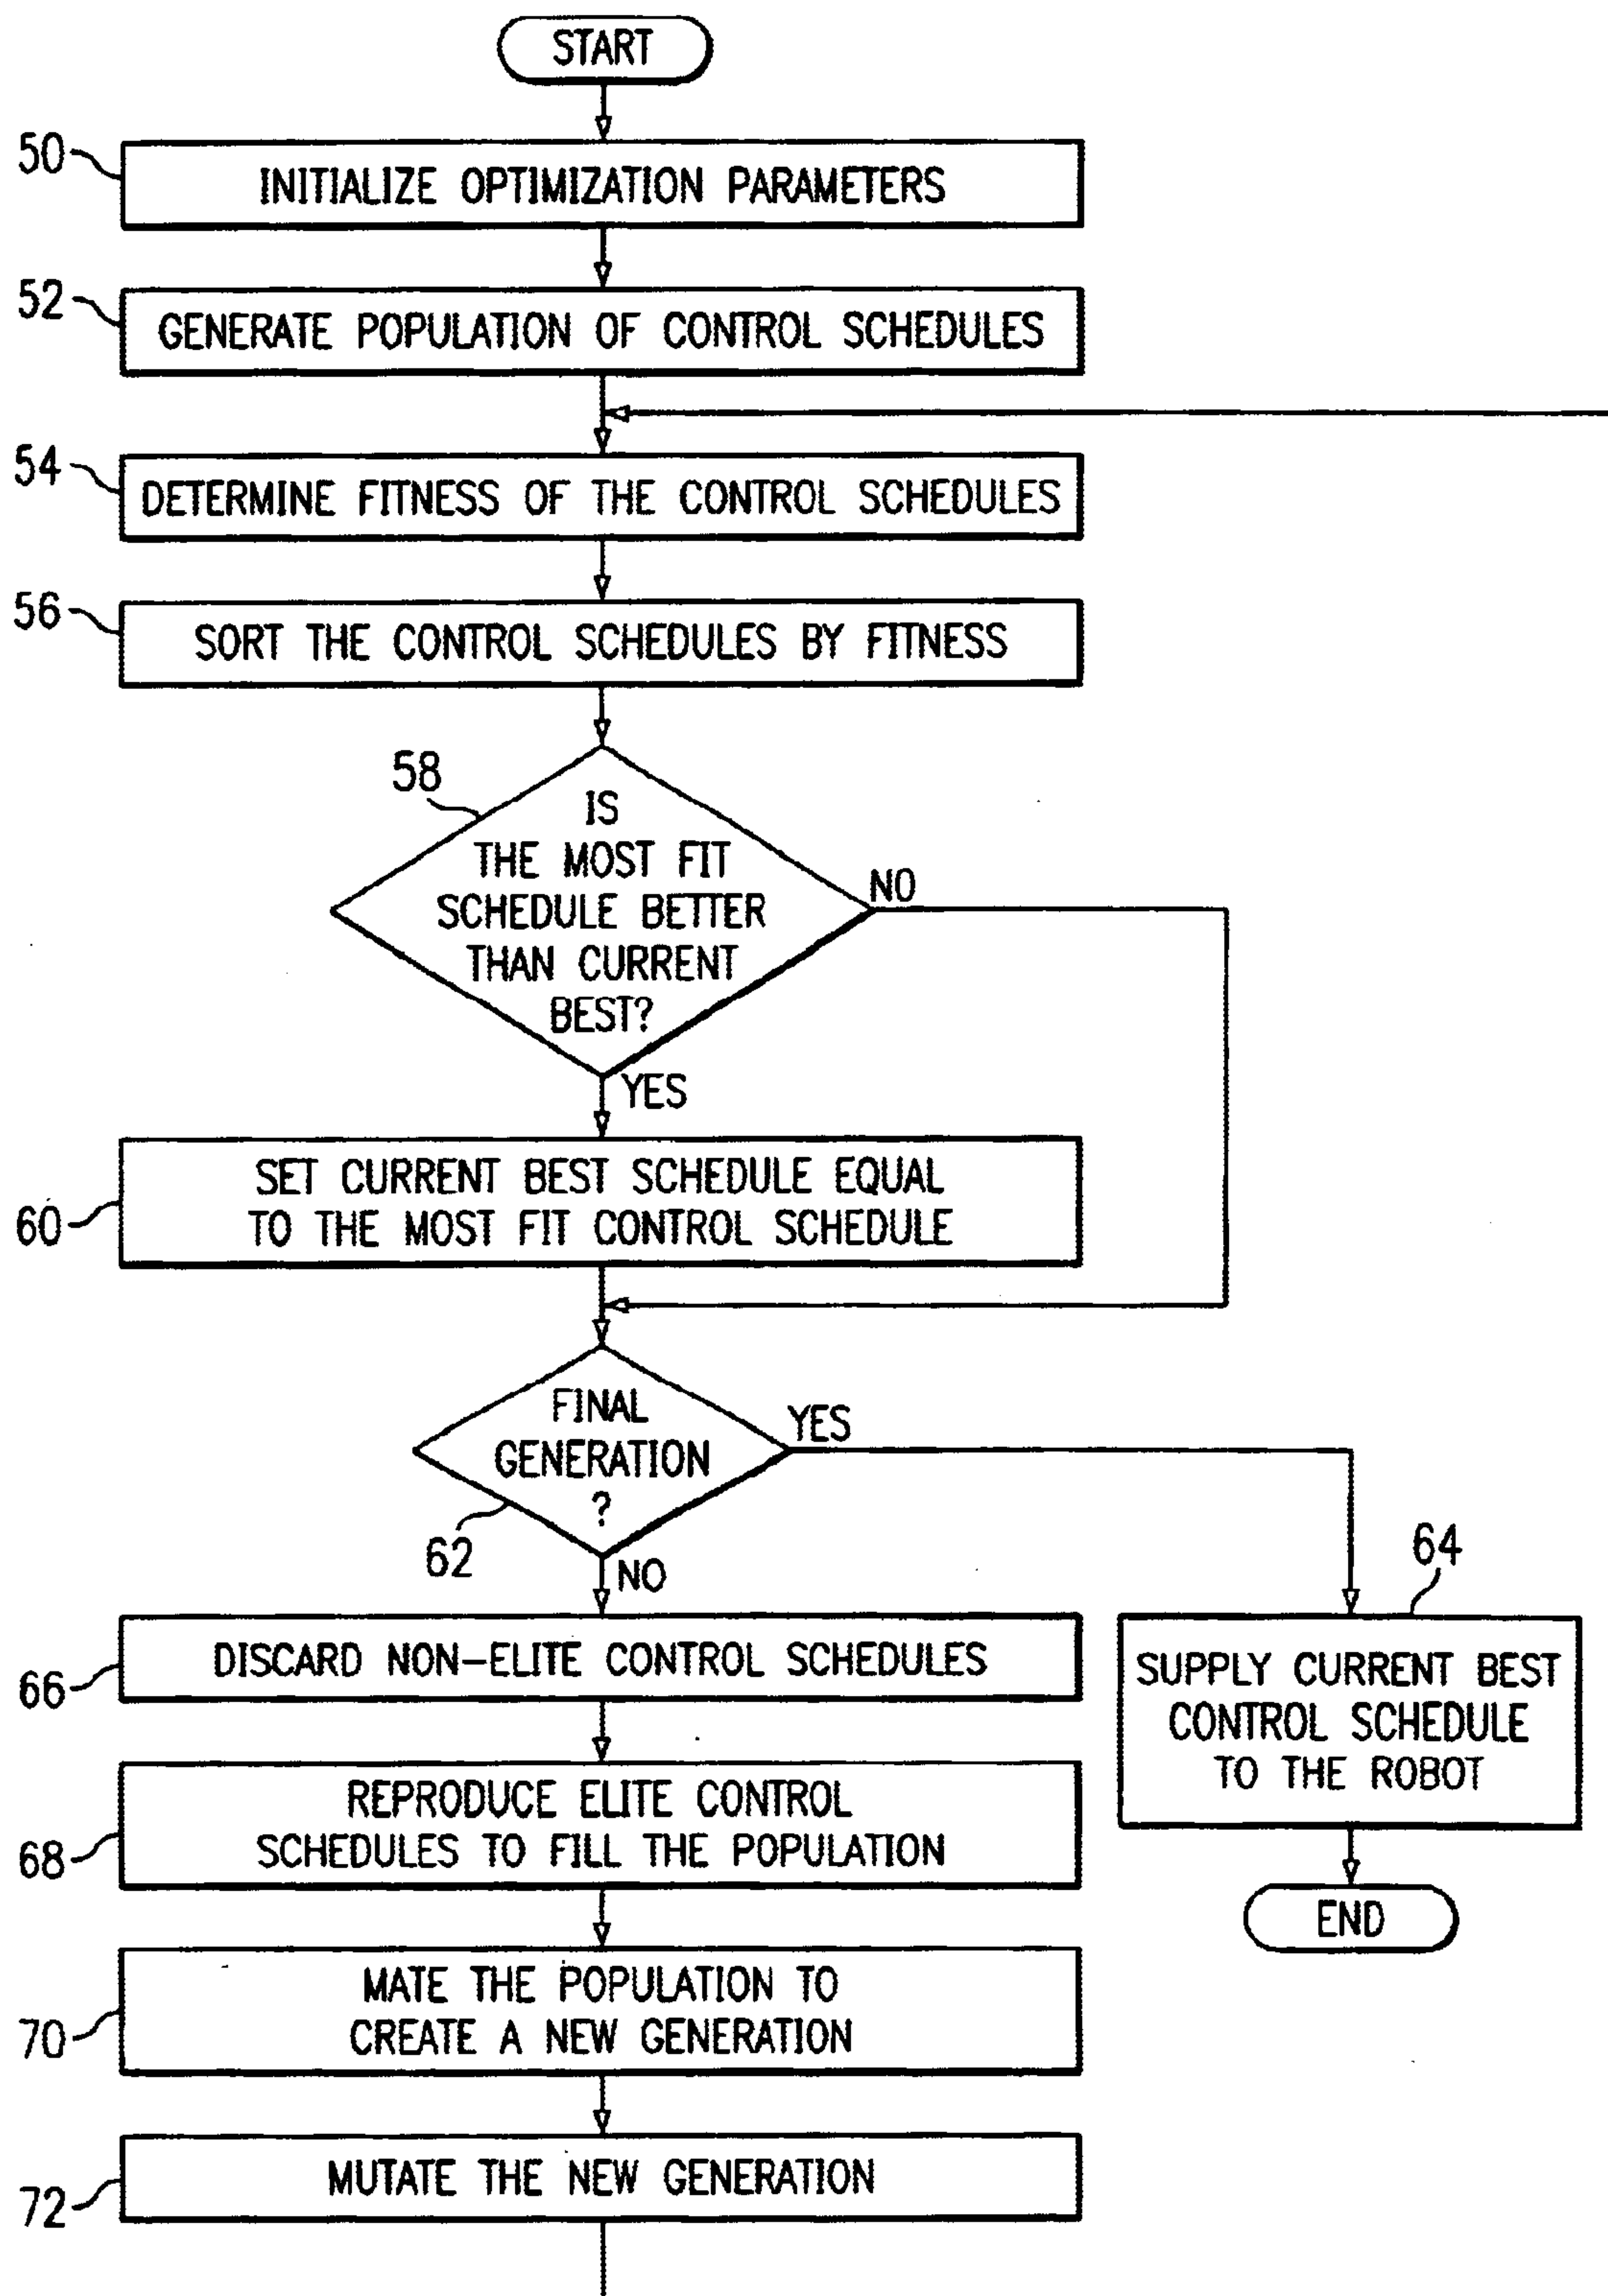 START
50
INITIALIZE OPTIMIZATION PARAMETERS
52
GENERATE POPULATION OF CONTROL SCHEDULES
54
DETERMINE FITNESS OF THE CONTROL SCHEDULES
56
SORT THE CONTROL SCHEDULES BY FITNESS
58
IS
THE MOST FIT
SCHEDULE BETTER
THAN CURRENT
BEST?
NO
YES
60
SET CURRENT BEST SCHEDULE EQUAL
TO THE MOST FIT CONTROL SCHEDULE
FINAL
GENERATION
?
YES
62
NO
64
SUPPLY CURRENT BEST
CONTROL SCHEDULE
TO THE ROBOT
END
66
DISCARD NON-ELITE CONTROL SCHEDULES
68
REPRODUCE ELITE CONTROL
SCHEDULES TO FILL THE POPULATION
70
MATE THE POPULATION TO
CREATE A NEW GENERATION
72
MUTATE THE NEW GENERATION